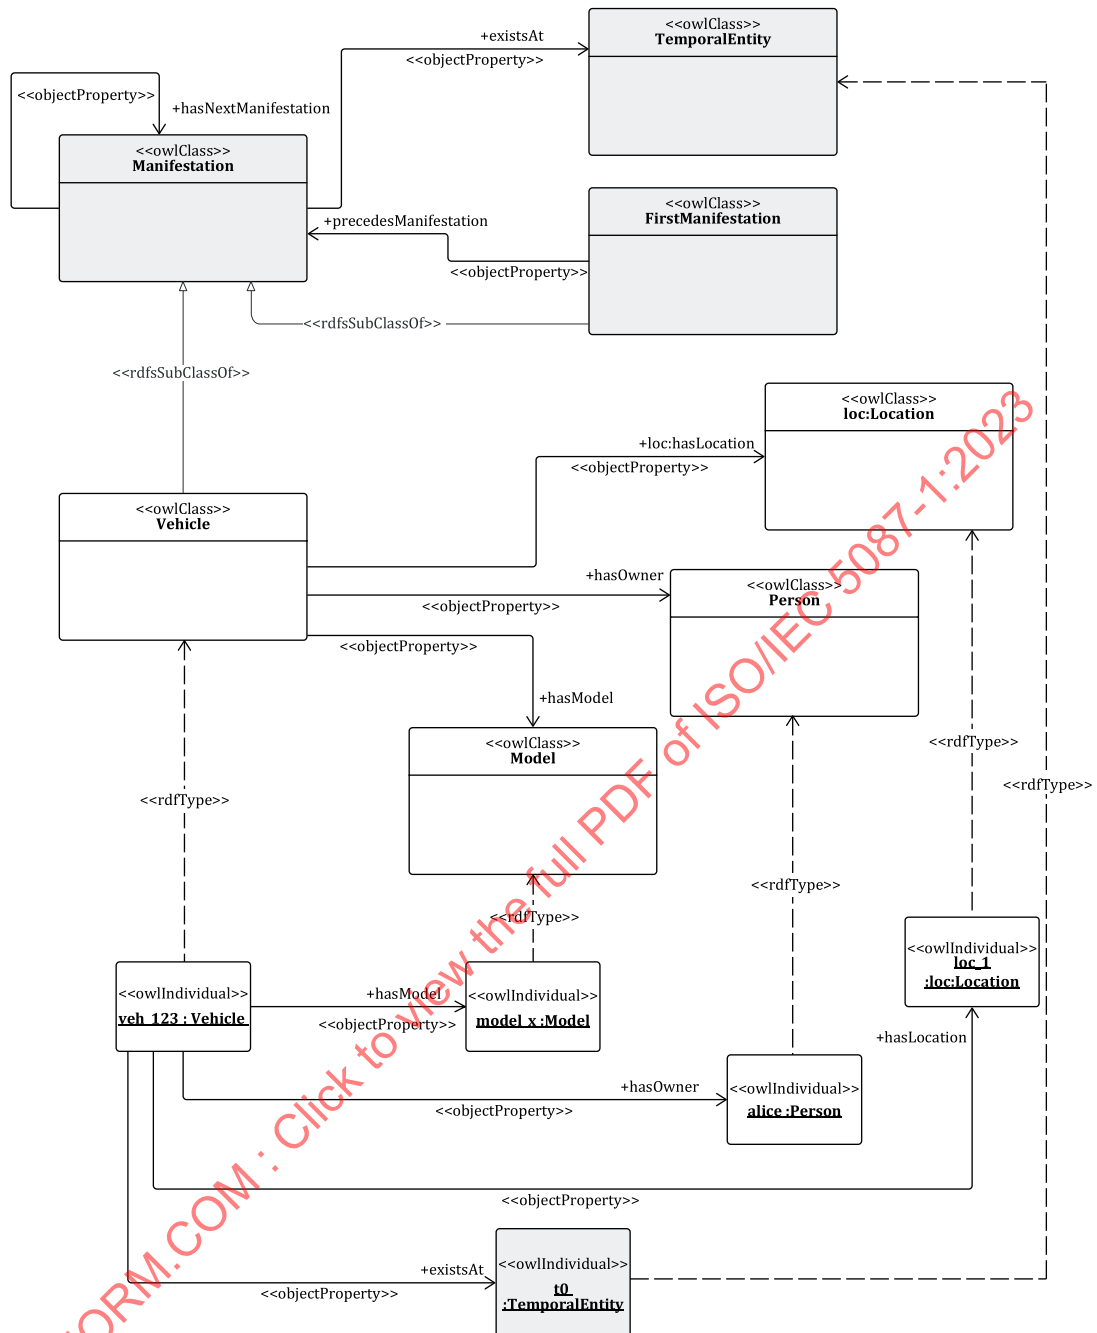 <<owlClass>>
TemporalEntity
+existsAt
<<objectProperty>>
<<objectProperty>>
+hasNextManifestation
<<owlClass>>
Manifestation
<<owlClass>>
FirstManifestation
+precedesManifestation
<<objectProperty>>
<<rdfsSubClassOf>>
<<rdfsSubClassOf>>
<<owlClass>>
loc:Location
+loc:hasLocation
<<objectProperty>>
<<owlClass>>
Vehicle
+hasOwner
<<objectProperty>>
<<owlClass>>
Person
<<objectProperty>>
+hasModel
<<owlClass>>
Model
<<rdfType>>
<<rdfType>>
<<rdfType>>
<<rdfType>>
<<rdfType>>
<<owlIndividual>>
loc_1
:loc:Location
<<owlIndividual>>
veh_123 : Vehicle
+hasModel
<<objectProperty>>
<<owlIndividual>>
model_x :Model
+hasLocation
+hasOwner
<<objectProperty>>
<<owlIndividual>>
alice :Person
<<objectProperty>>
+existsAt
<<objectProperty>>
<<owlIndividual>>
t0
:TemporalEntity
ORM.COM : Click to view the full PDF of ISO/IEC 5087-1:2023